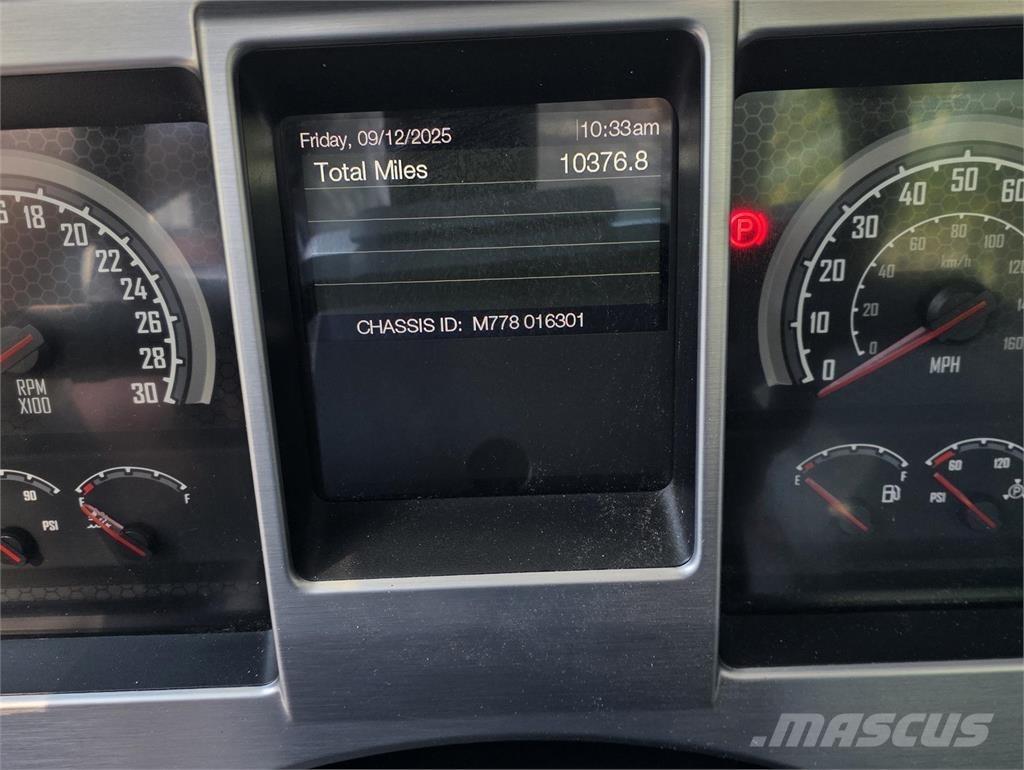 Friday, 09/12/2025 10:33am
Total Miles 10376.8
CHASSIS ID: M778 016301
18
20
22
24
26
28
30
RPM
X100
90
PSI
E F
P
0
10
20
30
40
50
60
0
20
40
60
80
100
km/h
160
MPH
E F
60 120
PSI
P
MASCUS